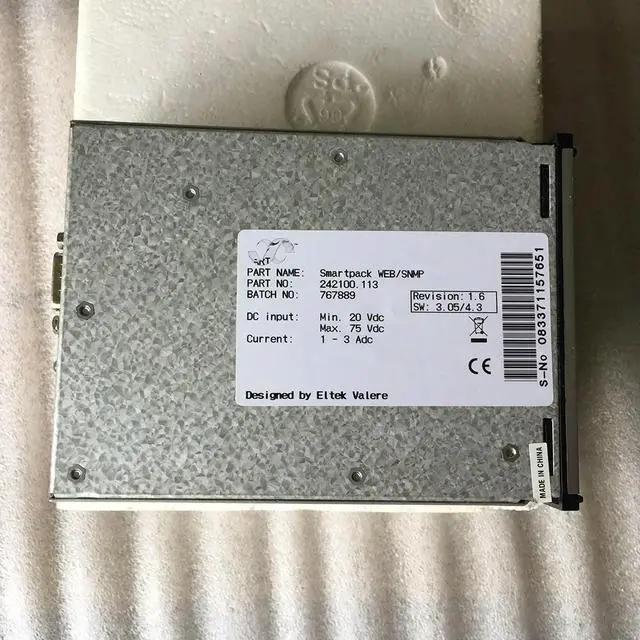 PS
ART
PART NAME: Smartpack WEB/SNMP
PART NO: 242100.113
BATCH NO: 767889
Revision: 1.6
SW: 3.05/4.3
DC input: Min. 20 Vdc
Max. 75 Vdc
Current: 1 - 3 Adc
CE
Designed by Eltek Valere
S-No 083371157651
MADE IN CHINA